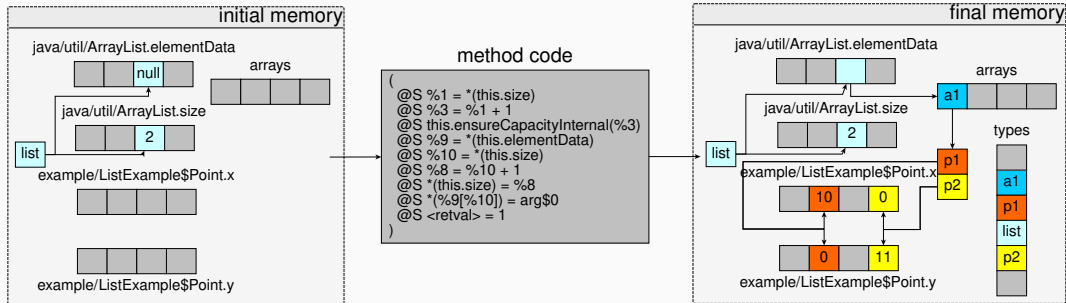 initial memory
java/util/ArrayList.elementData
null
arrays
java/util/ArrayList.size
2
list
example/ListExample$Point.x
example/ListExample$Point.y
method code
(
@S %1 = *(this.size)
@S %3 = %1 + 1
@S this.ensureCapacityInternal(%3)
@S %9 = *(this.elementData)
@S %10 = *(this.size)
@S %8 = %10 + 1
@S *(this.size) = %8
@S *(%9[%10]) = arg$0
@S <retval> = 1
)
final memory
java/util/ArrayList.elementData
arrays
a1
java/util/ArrayList.size
2
list
types
p1
p2
example/ListExample$Point.x
10 0
0 11
example/ListExample$Point.y
a1
p1
list
p2